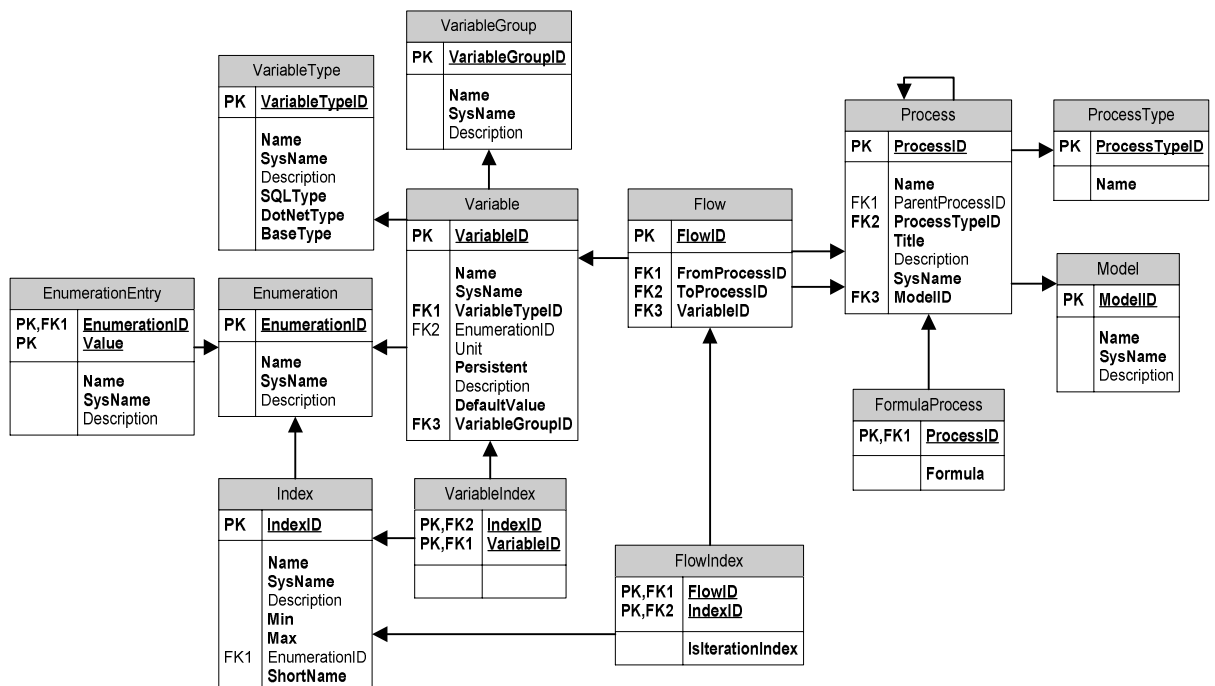 VariableGroup
PK VariableGroupID
Name
SysName
Description
VariableType
PK VariableTypeID
Name
SysName
Description
SQLType
DotNetType
BaseType
Process
PK ProcessID
Name
FK1 ParentProcessID
FK2 ProcessTypeID
Title
Description
SysName
FK3 ModelID
ProcessType
PK ProcessTypeID
Name
Variable
PK VariableID
Name
SysName
FK1 VariableTypeID
FK2 EnumerationID
Unit
Persistent
Description
DefaultValue
FK3 VariableGroupID
Flow
PK FlowID
FK1 FromProcessID
FK2 ToProcessID
FK3 VariableID
Model
PK ModelID
Name
SysName
Description
EnumerationEntry
PK,FK1 EnumerationID
PK Value
Name
SysName
Description
Enumeration
PK EnumerationID
Name
SysName
Description
FormulaProcess
PK,FK1 ProcessID
Formula
Index
PK IndexID
Name
SysName
Description
Min
Max
FK1 EnumerationID
ShortName
VariableIndex
PK,FK2 IndexID
PK,FK1 VariableID
FlowIndex
PK,FK1 FlowID
PK,FK2 IndexID
IsIterationIndex